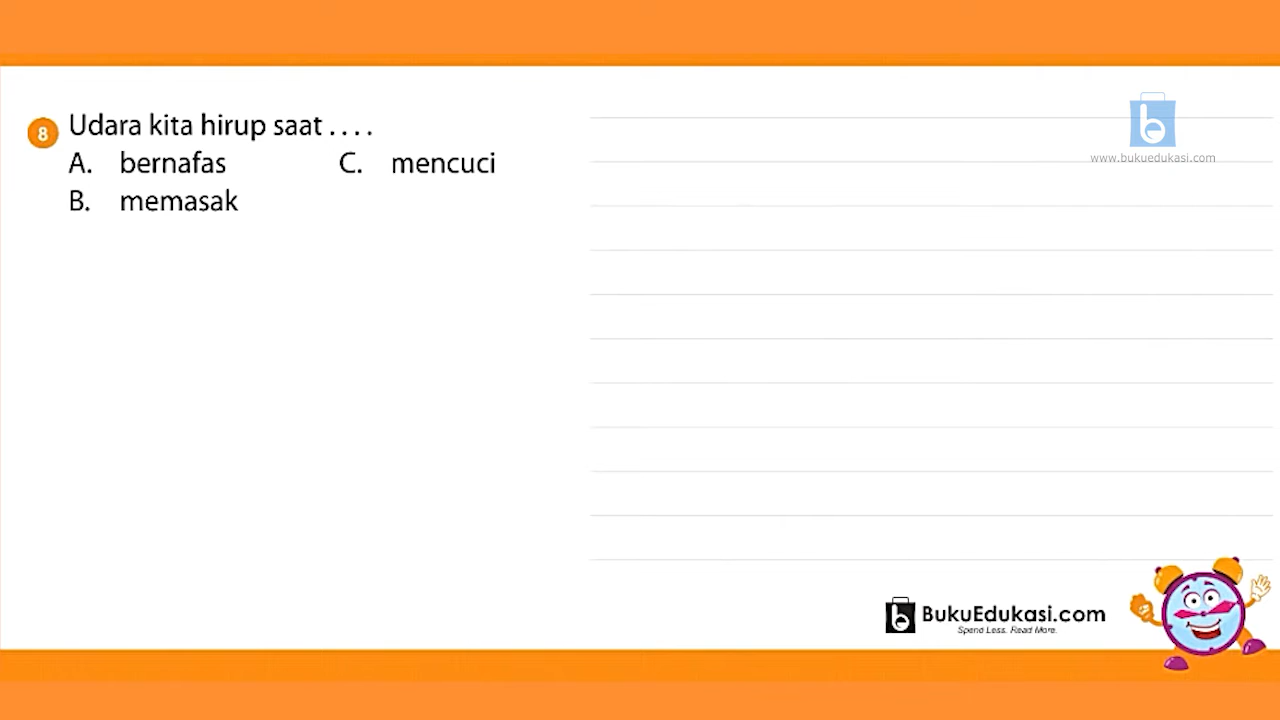 8 Udara kita hirup saat . . . .
A. bernafas C. mencuci
B. memasak
b
www.bukuedukasi.com
b BukuEdukasi.com
Spend Less. Read More.